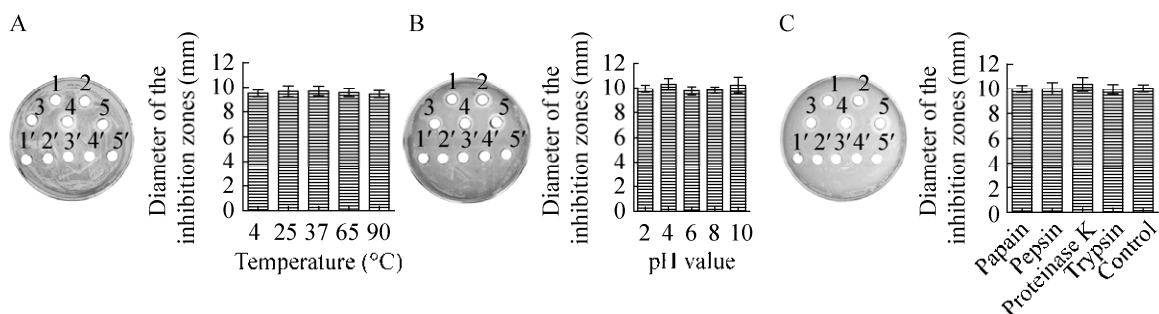 A
1 2
3 4 5
1′ 2′ 3′ 4′ 5′
Diameter of the
inhibition zones (mm)
12
10
8
6
4
2
0
4 25 37 65 90
Temperature (°C)
B
1 2
3 4 5
1′ 2′ 3′ 4′ 5′
Diameter of the
inhibition zones (mm)
12
10
8
6
4
2
0
2 4 6 8 10
pH value
C
1 2
3 4 5
1′ 2′ 3′ 4′ 5′
Diameter of the
inhibition zones (mm)
12
10
8
6
4
2
0
Papain
Pepsin
Proteinase K
Trypsin
Control